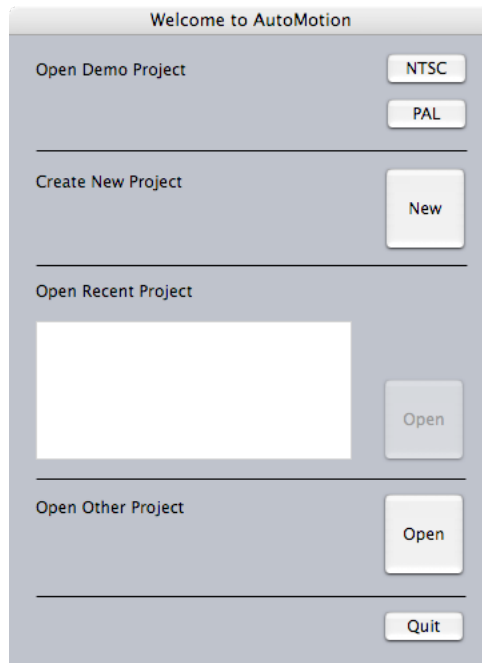 Welcome to AutoMotion
Open Demo Project
NTSC
PAL
Create New Project
New
Open Recent Project
Open
Open Other Project
Open
Quit